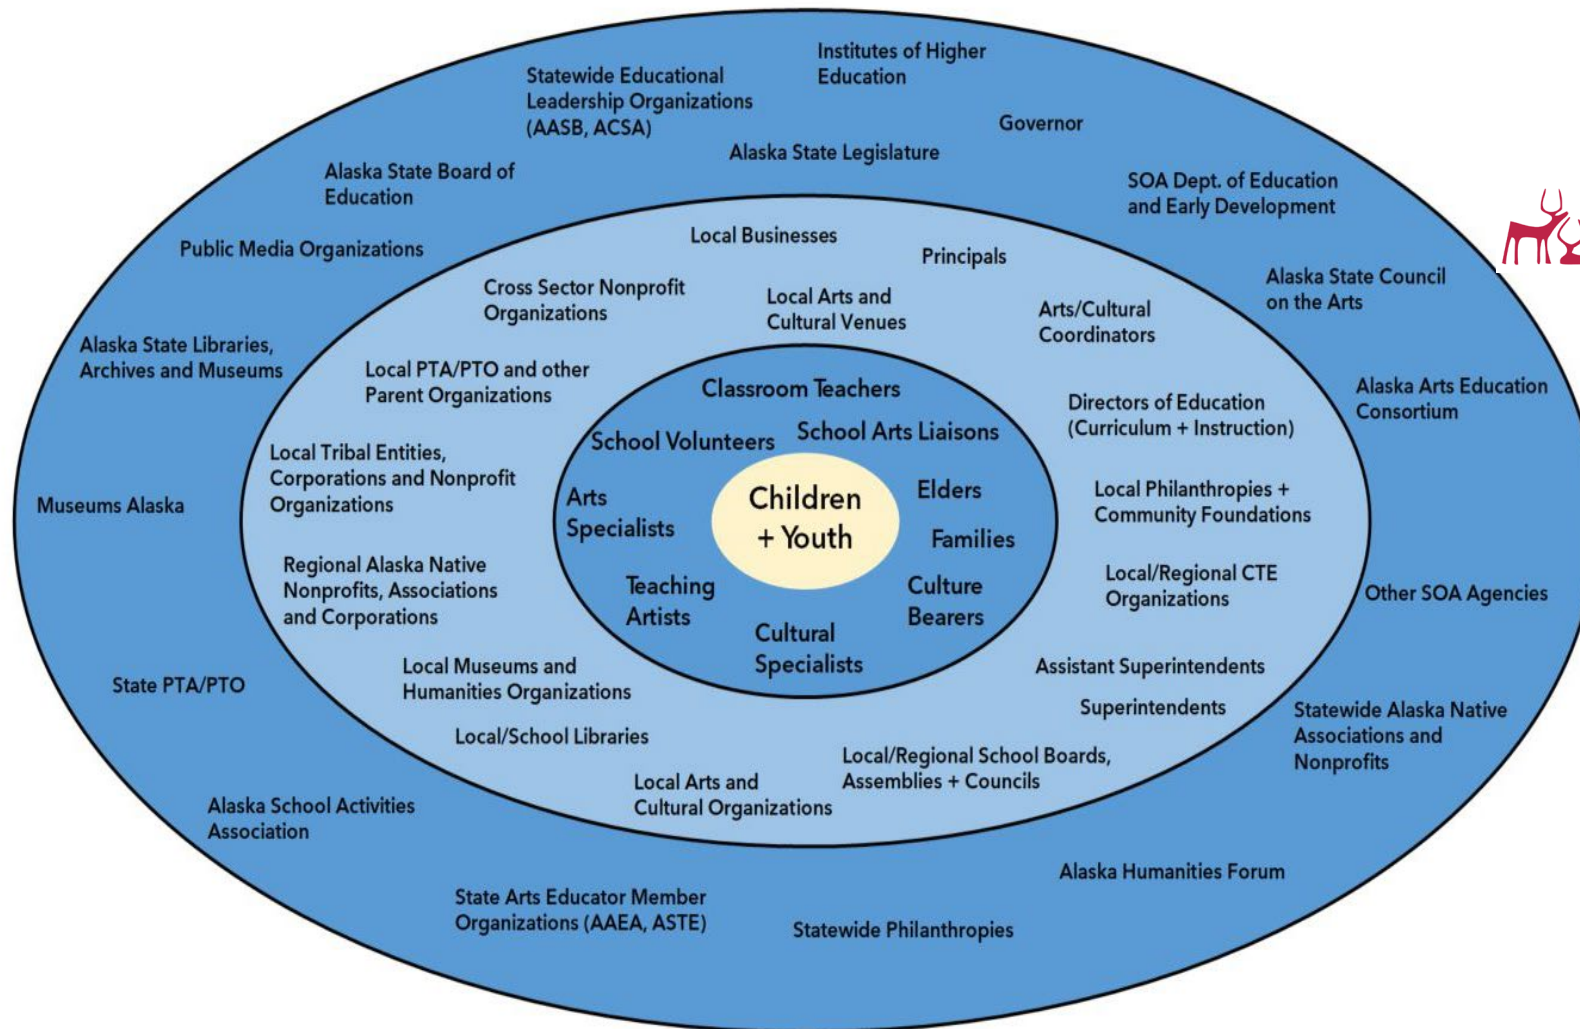 Institutes of Higher
Education
Statewide Educational
Leadership Organizations
(AASB, ACSA)
Governor
Alaska State Legislature
Alaska State Board of
Education
SOA Dept. of Education
and Early Development
Public Media Organizations
Alaska State Council
on the Arts
Alaska State Libraries,
Archives and Museums
Alaska Arts Education
Consortium
Museums Alaska
Other SOA Agencies
State PTA/PTO
Statewide Alaska Native
Associations and
Nonprofits
Alaska School Activities
Association
Alaska Humanities Forum
State Arts Educator Member
Organizations (AAEA, ASTE)
Statewide Philanthropies
Local Businesses
Principals
Cross Sector Nonprofit
Organizations
Local Arts and
Cultural Venues
Arts/Cultural
Coordinators
Local PTA/PTO and other
Parent Organizations
Directors of Education
(Curriculum + Instruction)
Local Tribal Entities,
Corporations and Nonprofit
Organizations
Local Philanthropies +
Community Foundations
Regional Alaska Native
Nonprofits, Associations
and Corporations
Local/Regional CTE
Organizations
Local Museums and
Humanities Organizations
Assistant Superintendents
Superintendents
Local/School Libraries
Local/Regional School Boards,
Assemblies + Councils
Local Arts and
Cultural Organizations
Classroom Teachers
School Volunteers
School Arts Liaisons
Arts
Specialists
Elders
Families
Teaching
Artists
Culture
Bearers
Cultural
Specialists
Children
+ Youth